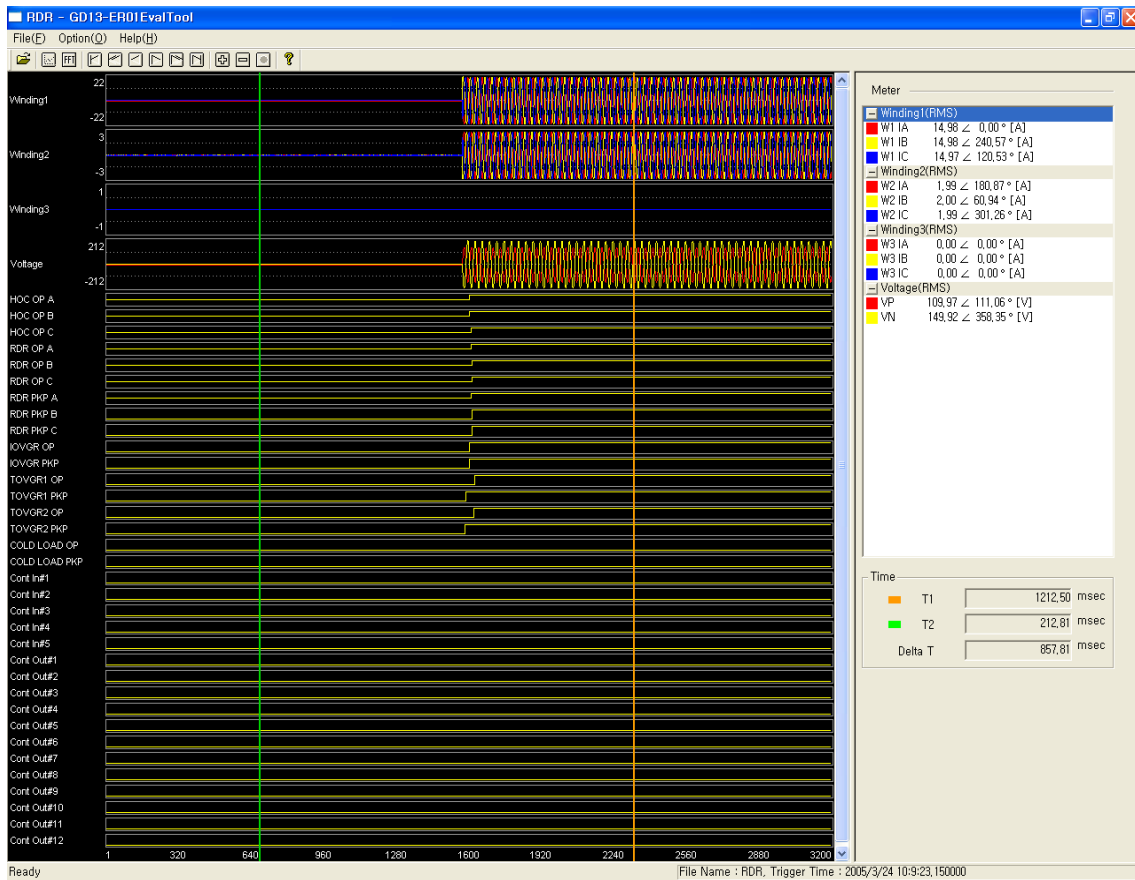 RDR - GD13-ER01EvalTool
File(F) Option(O) Help(H)
FFT
Winding1
22
-22
Winding2
3
-3
Winding3
1
-1
Voltage
212
-212
HOC OP A
HOC OP B
HOC OP C
RDR OP A
RDR OP B
RDR OP C
RDR PKP A
RDR PKP B
RDR PKP C
IOVGR OP
IOVGR PKP
TOVGR1 OP
TOVGR1 PKP
TOVGR2 OP
TOVGR2 PKP
COLD LOAD OP
COLD LOAD PKP
Cont In#1
Cont In#2
Cont In#3
Cont In#4
Cont In#5
Cont Out#1
Cont Out#2
Cont Out#3
Cont Out#4
Cont Out#5
Cont Out#6
Cont Out#7
Cont Out#8
Cont Out#9
Cont Out#10
Cont Out#11
Cont Out#12
1 320 640 960 1280 1600 1920 2240 2560 2880 3200
Meter
Winding1(RMS)
W1 IA 14,98 ∠ 0,00 ° [A]
W1 IB 14,98 ∠ 240,57 ° [A]
W1 IC 14,97 ∠ 120,53 ° [A]
Winding2(RMS)
W2 IA 1,99 ∠ 180,87 ° [A]
W2 IB 2,00 ∠ 60,94 ° [A]
W2 IC 1,99 ∠ 301,26 ° [A]
Winding3(RMS)
W3 IA 0,00 ∠ 0,00 ° [A]
W3 IB 0,00 ∠ 0,00 ° [A]
W3 IC 0,00 ∠ 0,00 ° [A]
Voltage(RMS)
VP 109,97 ∠ 111,06 ° [V]
VN 149,92 ∠ 358,35 ° [V]
Time
T1 1212,50 msec
T2 212,81 msec
Delta T 857,81 msec
Ready
File Name : RDR, Trigger Time : 2005/3/24 10:9:23,150000